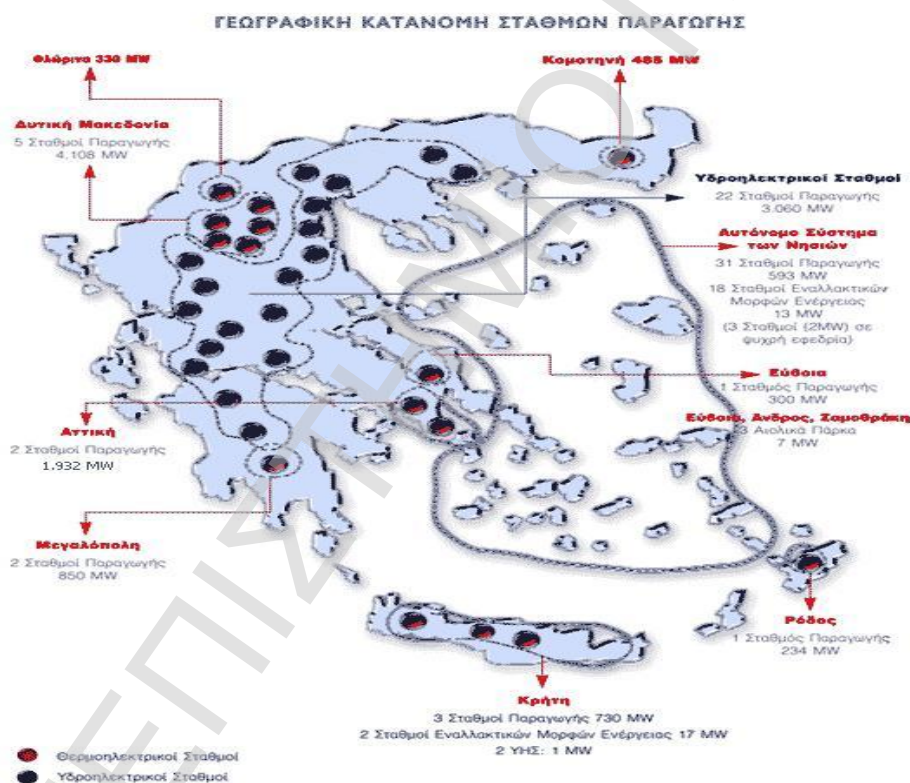 ΓΕΩΓΡΑΦΙΚΗ ΚΑΤΑΝΟΜΗ ΣΤΑΘΜΩΝ ΠΑΡΑΓΩΓΗΣ
Φλώρινα 330 MW
Κομοτηνή 485 MW
Δυτική Μακεδονία
5 Σταθμοί Παραγωγής
4.108 MW
Υδροηλεκτρικοί Σταθμοί
22 Σταθμοί Παραγωγής
3.060 MW
Αυτόνομο Σύστημα
των Νησιών
31 Σταθμοί Παραγωγής
593 MW
18 Σταθμοί Εναλλακτικών
Μορφών Ενέργειας
13 MW
(3 Σταθμοί (2MW) σε
ψυχρή εφεδρία)
Εύβοια
1 Σταθμός Παραγωγής
300 MW
Εύβοια, Άνδρος, Σαμοθράκη
3 Αιολικά Πάρκα
7 MW
Αττική
2 Σταθμοί Παραγωγής
1.932 MW
Μεγαλόπολη
2 Σταθμοί Παραγωγής
850 MW
Ρόδος
1 Σταθμός Παραγωγής
234 MW
Κρήτη
3 Σταθμοί Παραγωγής 730 MW
2 Σταθμοί Εναλλακτικών Μορφών Ενέργειας 17 MW
2 ΥΗΣ: 1 MW
Θερμοηλεκτρικοί Σταθμοί
Υδροηλεκτρικοί Σταθμοί